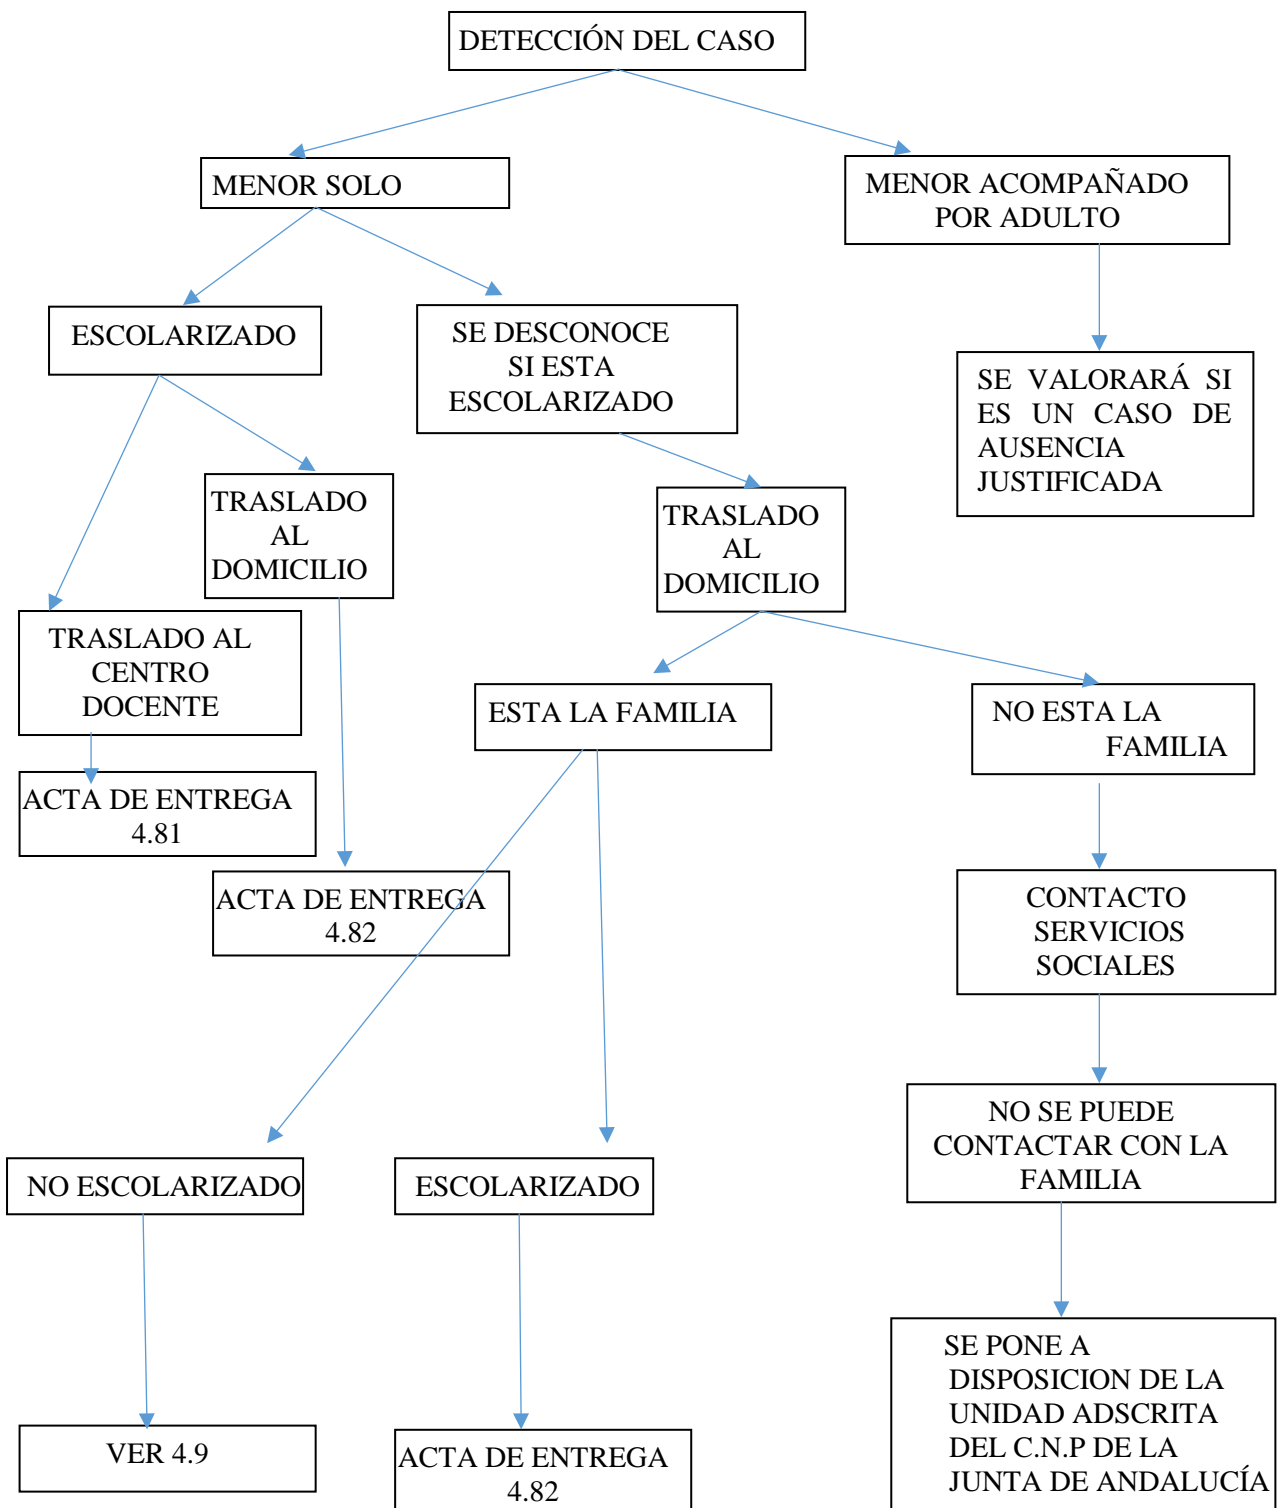 DETECCIÓN DEL CASO
MENOR SOLO
MENOR ACOMPAÑADO
POR ADULTO
ESCOLARIZADO
SE DESCONOCE
SI ESTA
ESCOLARIZADO
SE VALORARÁ SI
ES UN CASO DE
AUSENCIA
JUSTIFICADA
TRASLADO
AL
DOMICILIO
TRASLADO
AL
DOMICILIO
TRASLADO AL
CENTRO
DOCENTE
ESTA LA FAMILIA
NO ESTA LA
FAMILIA
ACTA DE ENTREGA
4.81
ACTA DE ENTREGA
4.82
CONTACTO
SERVICIOS
SOCIALES
NO SE PUEDE
CONTACTAR CON LA
FAMILIA
NO ESCOLARIZADO
ESCOLARIZADO
SE PONE A
DISPOSICION DE LA
UNIDAD ADSCRITA
DEL C.N.P DE LA
JUNTA DE ANDALUCÍA
VER 4.9
ACTA DE ENTREGA
4.82